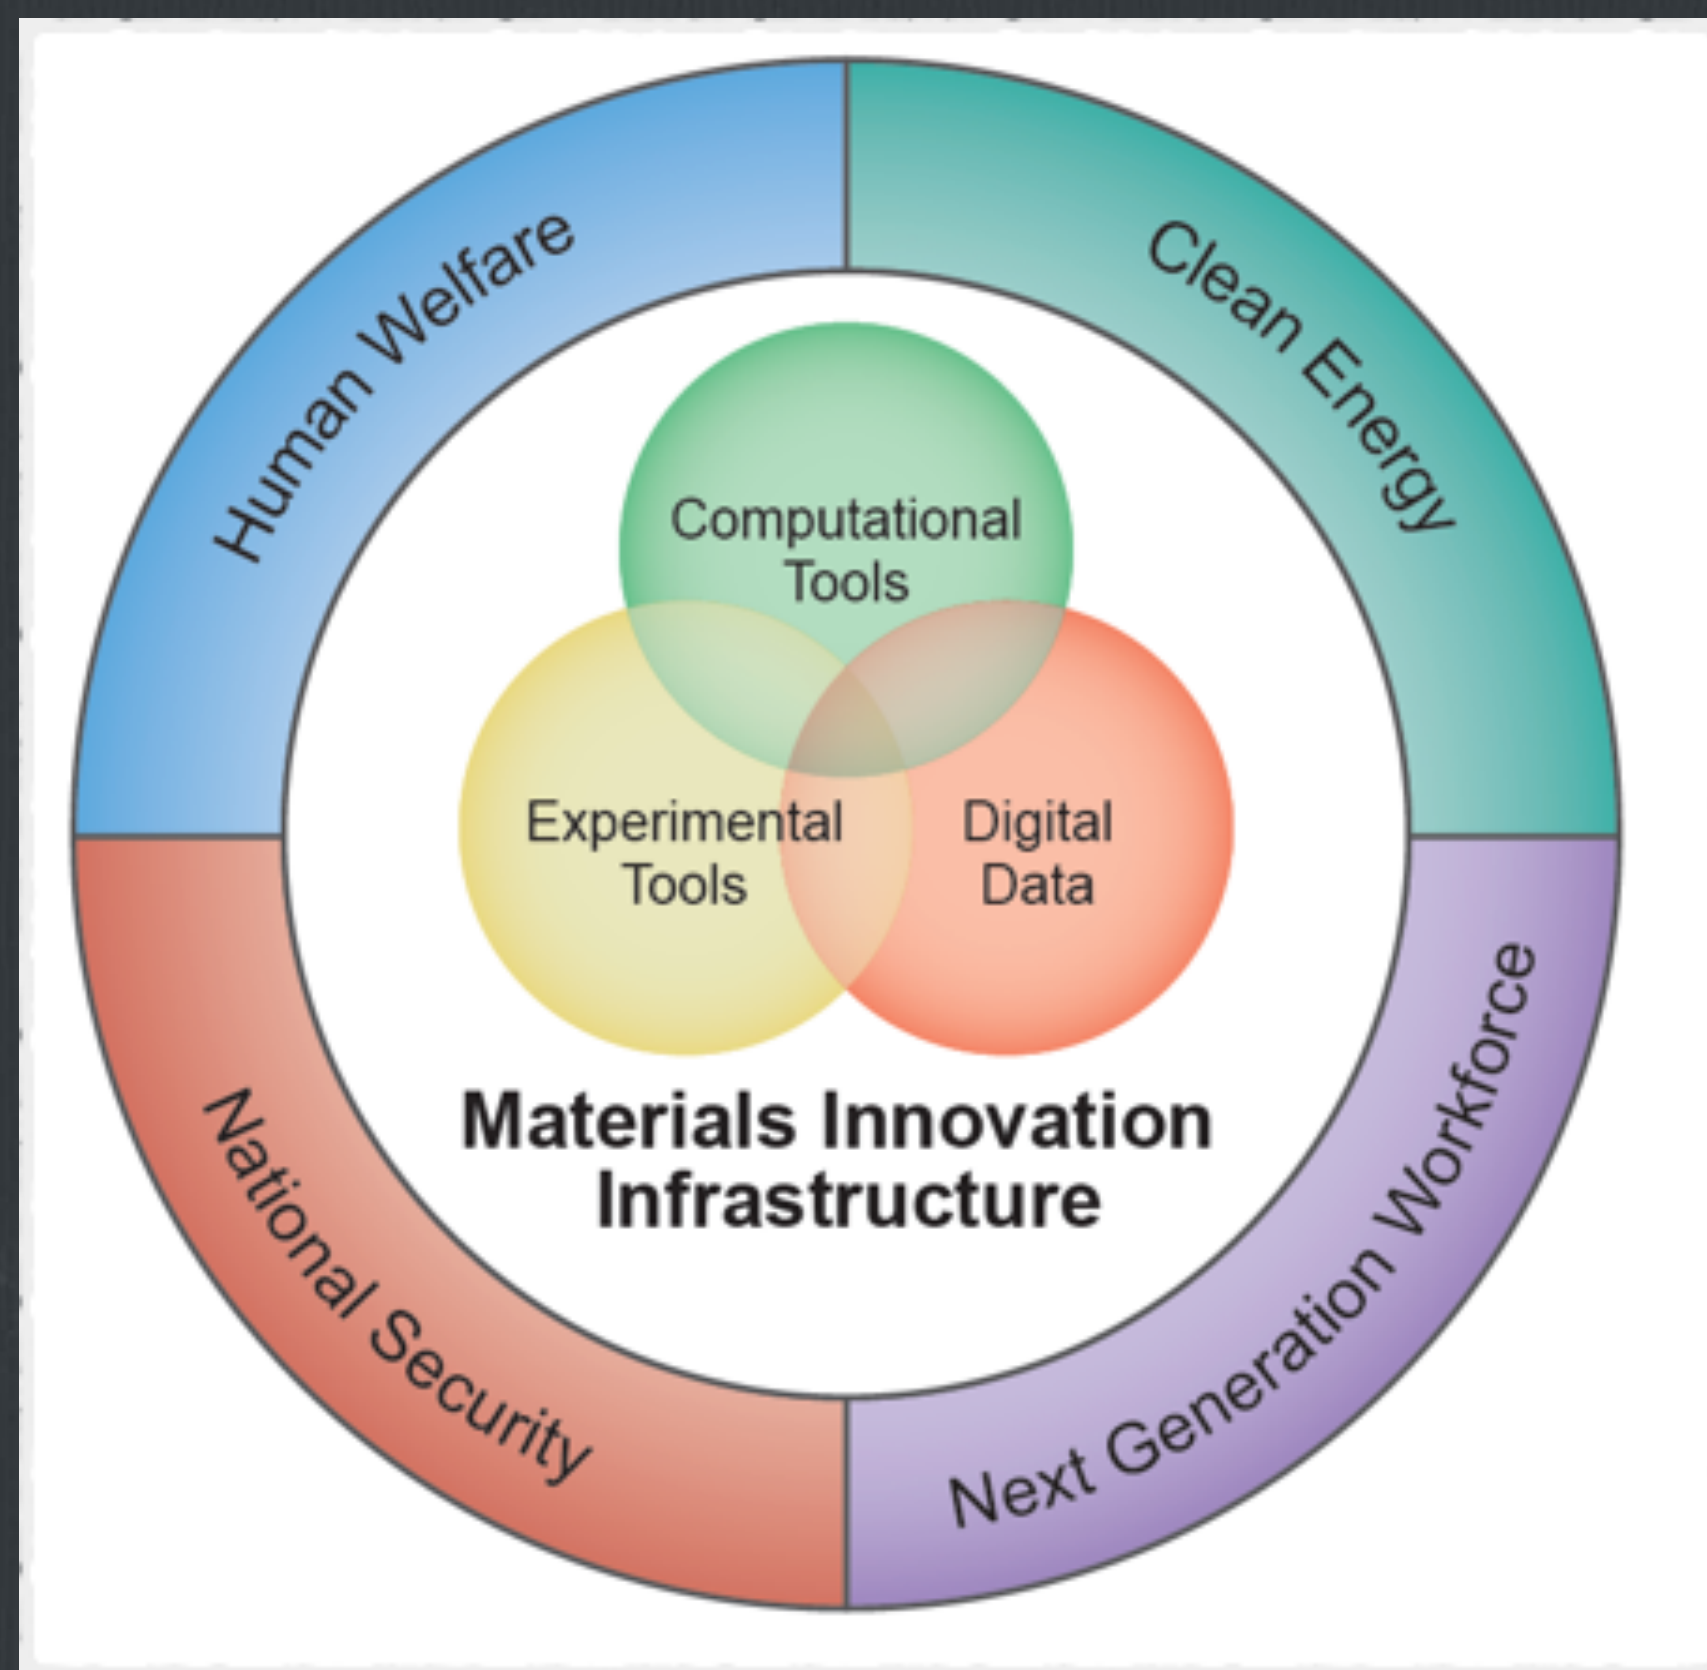 Human Welfare
Clean Energy
Computational
Tools
Experimental
Tools
Digital
Data
Materials Innovation
Infrastructure
National Security
Next Generation Workforce